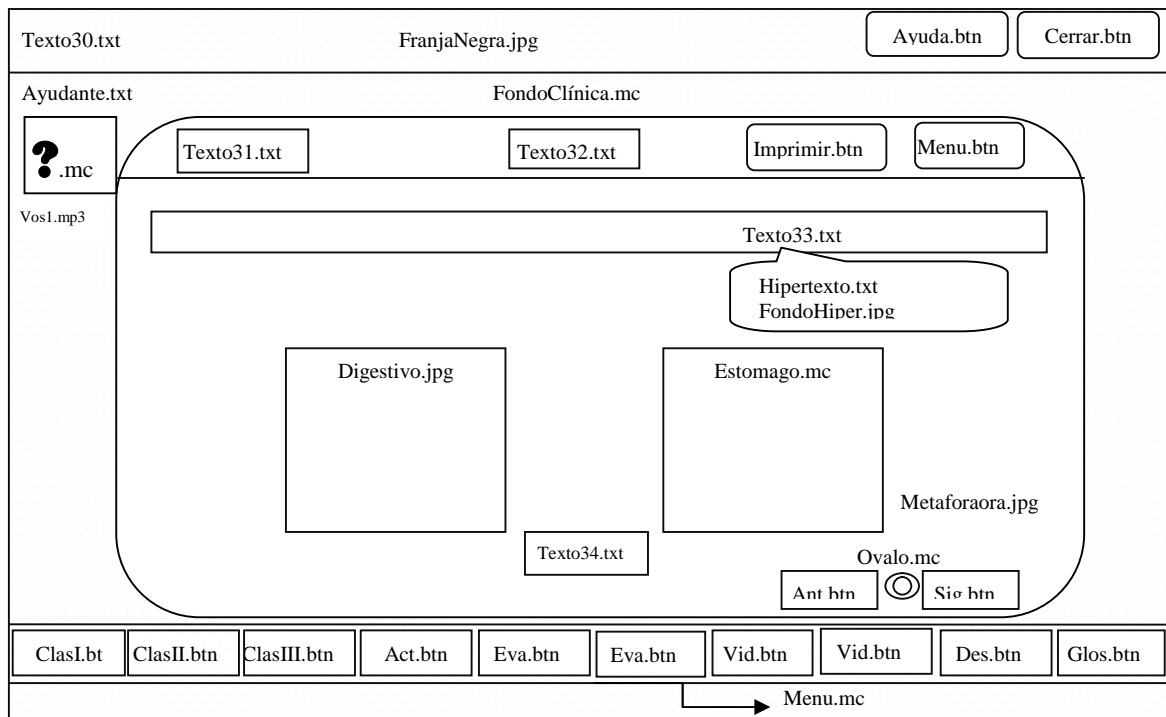 Texto30.txt FranjaNegra.jpg Ayuda.btn Cerrar.btn
Ayudante.txt FondoClínica.mc
?.mc Texto31.txt Texto32.txt Imprimir.btn Menu.btn
Vos1.mp3
Texto33.txt
Hipertexto.txt
FondoHiper.jpg
Digestivo.jpg Estomago.mc
Metaforaora.jpg
Texto34.txt
Ovalo.mc
Ant.btn Sig.btn
ClasI.bt ClasII.btn ClasIII.btn Act.btn Eva.btn Eva.btn Vid.btn Vid.btn Des.btn Glos.btn
Menu.mc